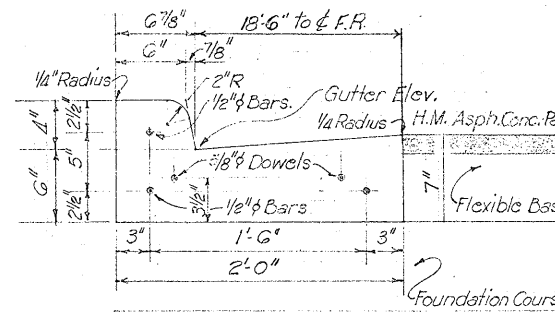 6 7/8" 18'-6" to ₵ F.R.
6" 7/8"
1/4" Radius 2"R
1/2"⌀ Bars. Gutter Elev.
1/4 Radius H.M. Asph. Conc. Pa
4" 2 1/2"
6" 5" 5/8"⌀ Dowels 7"
2 1/2" 3 1/2" 1/2"⌀ Bars Flexible Bas
3" 1'-6" 3"
2'-0"
Foundation Cours